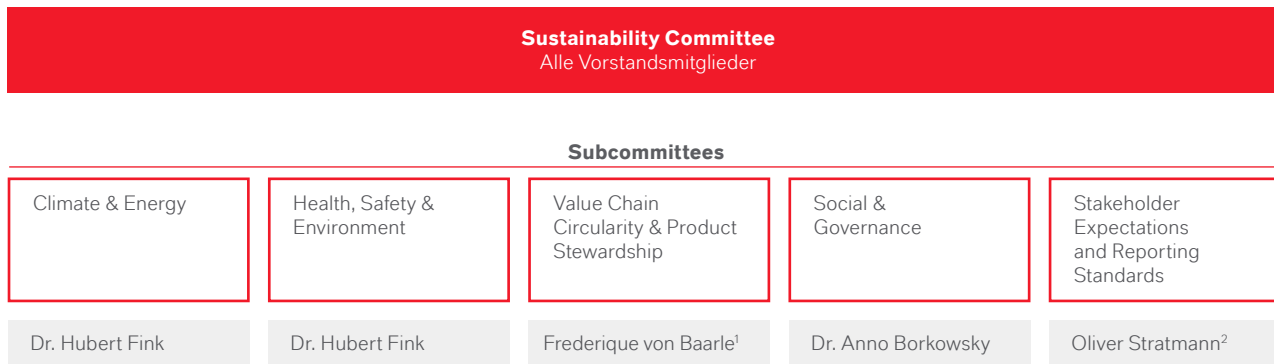 Sustainability Committee
Alle Vorstandsmitglieder
Subcommittees
Climate & Energy
Health, Safety &
Environment
Value Chain
Circularity & Product
Stewardship
Social &
Governance
Stakeholder
Expectations
and Reporting
Standards
Dr. Hubert Fink
Dr. Hubert Fink
Frederique von Baarle¹
Dr. Anno Borkowsky
Oliver Stratmann²